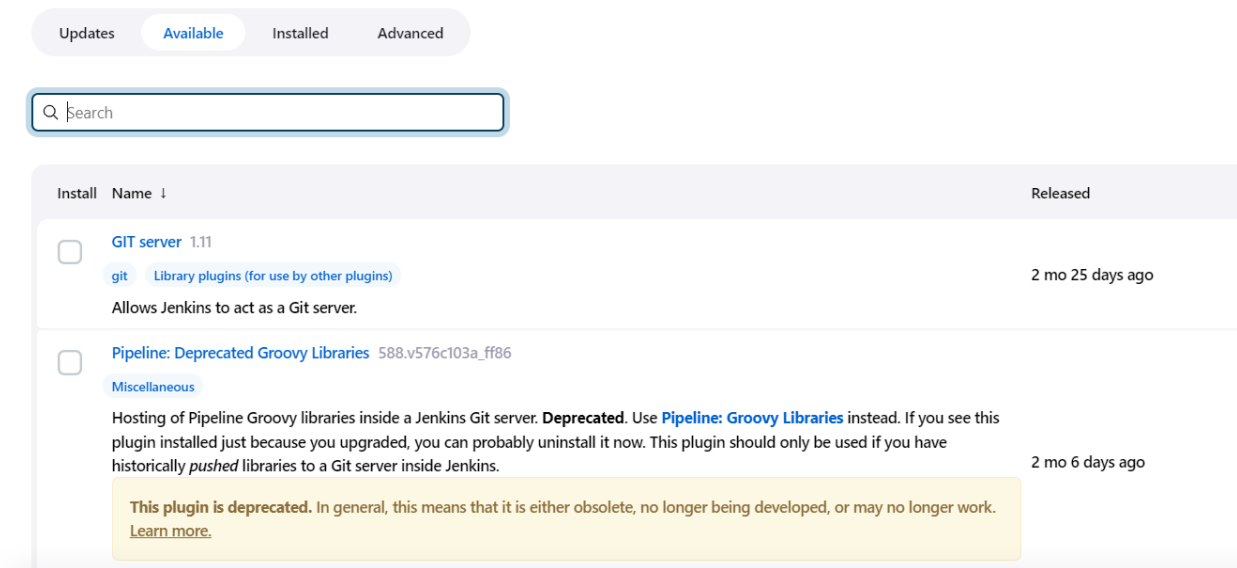 Updates Available Installed Advanced
Search
Install Name ↓ Released
GIT server 1.11
git Library plugins (for use by other plugins)
2 mo 25 days ago
Allows Jenkins to act as a Git server.
Pipeline: Deprecated Groovy Libraries 588.v576c103a_ff86
Miscellaneous
Hosting of Pipeline Groovy libraries inside a Jenkins Git server. Deprecated. Use Pipeline: Groovy Libraries instead. If you see this
plugin installed just because you upgraded, you can probably uninstall it now. This plugin should only be used if you have
historically pushed libraries to a Git server inside Jenkins.
2 mo 6 days ago
This plugin is deprecated. In general, this means that it is either obsolete, no longer being developed, or may no longer work.
Learn more.